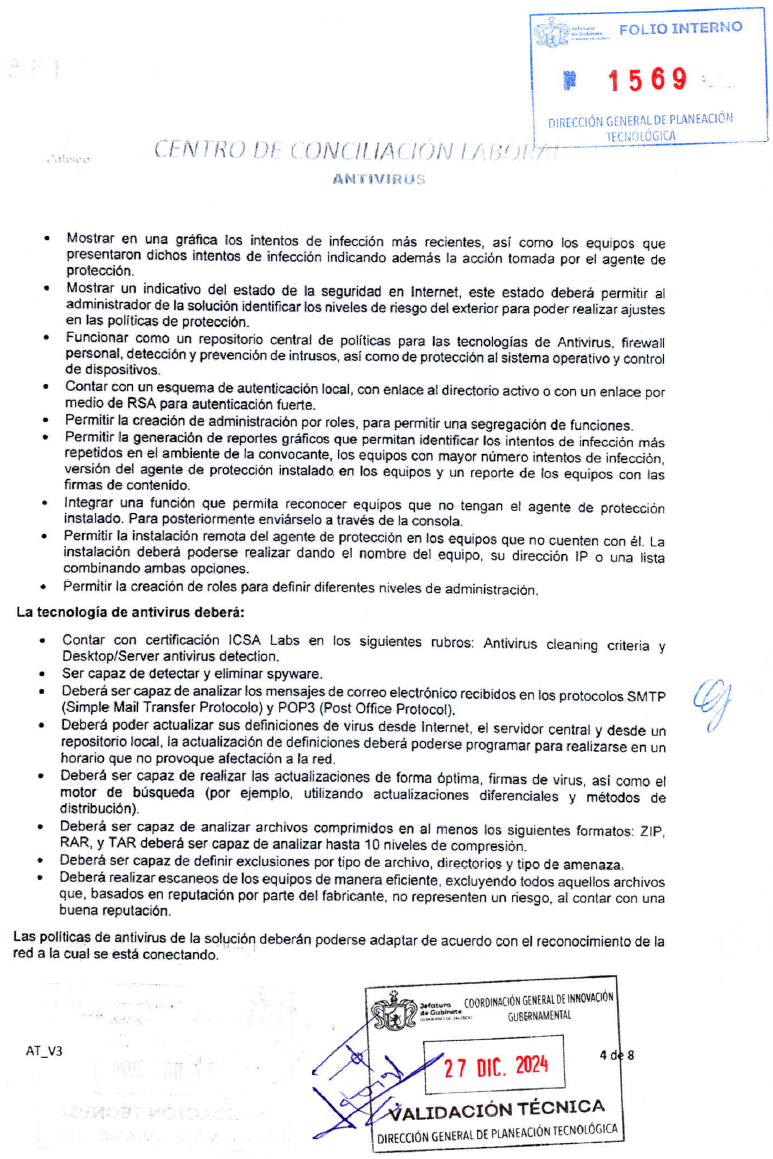 Jefatura
de Gabinete
FOLIO INTERNO
Nº 1569
DIRECCIÓN GENERAL DE PLANEACIÓN
TECNOLÓGICA
Jalisco
CENTRO DE CONCILIACIÓN LABORAL
ANTIVIRUS
• Mostrar en una gráfica los intentos de infección más recientes, así como los equipos que
presentaron dichos intentos de infección indicando además la acción tomada por el agente de
protección.
• Mostrar un indicativo del estado de la seguridad en Internet, este estado deberá permitir al
administrador de la solución identificar los niveles de riesgo del exterior para poder realizar ajustes
en las políticas de protección.
• Funcionar como un repositorio central de políticas para las tecnologías de Antivirus, firewall
personal, detección y prevención de intrusos, así como de protección al sistema operativo y control
de dispositivos.
• Contar con un esquema de autenticación local, con enlace al directorio activo o con un enlace por
medio de RSA para autenticación fuerte.
• Permitir la creación de administración por roles, para permitir una segregación de funciones.
• Permitir la generación de reportes gráficos que permitan identificar los intentos de infección más
repetidos en el ambiente de la convocante, los equipos con mayor número intentos de infección,
versión del agente de protección instalado en los equipos y un reporte de los equipos con las
firmas de contenido.
• Integrar una función que permita reconocer equipos que no tengan el agente de protección
instalado. Para posteriormente enviárselo a través de la consola.
• Permitir la instalación remota del agente de protección en los equipos que no cuenten con él. La
instalación deberá poderse realizar dando el nombre del equipo, su dirección IP o una lista
combinando ambas opciones.
• Permitir la creación de roles para definir diferentes niveles de administración.
La tecnología de antivirus deberá:
• Contar con certificación ICSA Labs en los siguientes rubros: Antivirus cleaning criteria y
Desktop/Server antivirus detection.
• Ser capaz de detectar y eliminar spyware.
• Deberá ser capaz de analizar los mensajes de correo electrónico recibidos en los protocolos SMTP
(Simple Mail Transfer Protocolo) y POP3 (Post Office Protocol).
• Deberá poder actualizar sus definiciones de virus desde Internet, el servidor central y desde un
repositorio local, la actualización de definiciones deberá poderse programar para realizarse en un
horario que no provoque afectación a la red.
• Deberá ser capaz de realizar las actualizaciones de forma óptima, firmas de virus, así como el
motor de búsqueda (por ejemplo, utilizando actualizaciones diferenciales y métodos de
distribución).
• Deberá ser capaz de analizar archivos comprimidos en al menos los siguientes formatos: ZIP,
RAR, y TAR deberá ser capaz de analizar hasta 10 niveles de compresión.
• Deberá ser capaz de definir exclusiones por tipo de archivo, directorios y tipo de amenaza.
• Deberá realizar escaneos de los equipos de manera eficiente, excluyendo todos aquellos archivos
que, basados en reputación por parte del fabricante, no representen un riesgo, al contar con una
buena reputación.
Las políticas de antivirus de la solución deberán poderse adaptar de acuerdo con el reconocimiento de la
red a la cual se está conectando.
Jefatura
de Gabinete
GOBIERNO DE JALISCO
COORDINACIÓN GENERAL DE INNOVACIÓN
GUBERNAMENTAL
AT_V3
4 de 8
27 DIC. 2024
VALIDACIÓN TÉCNICA
DIRECCIÓN GENERAL DE PLANEACIÓN TECNOLÓGICA